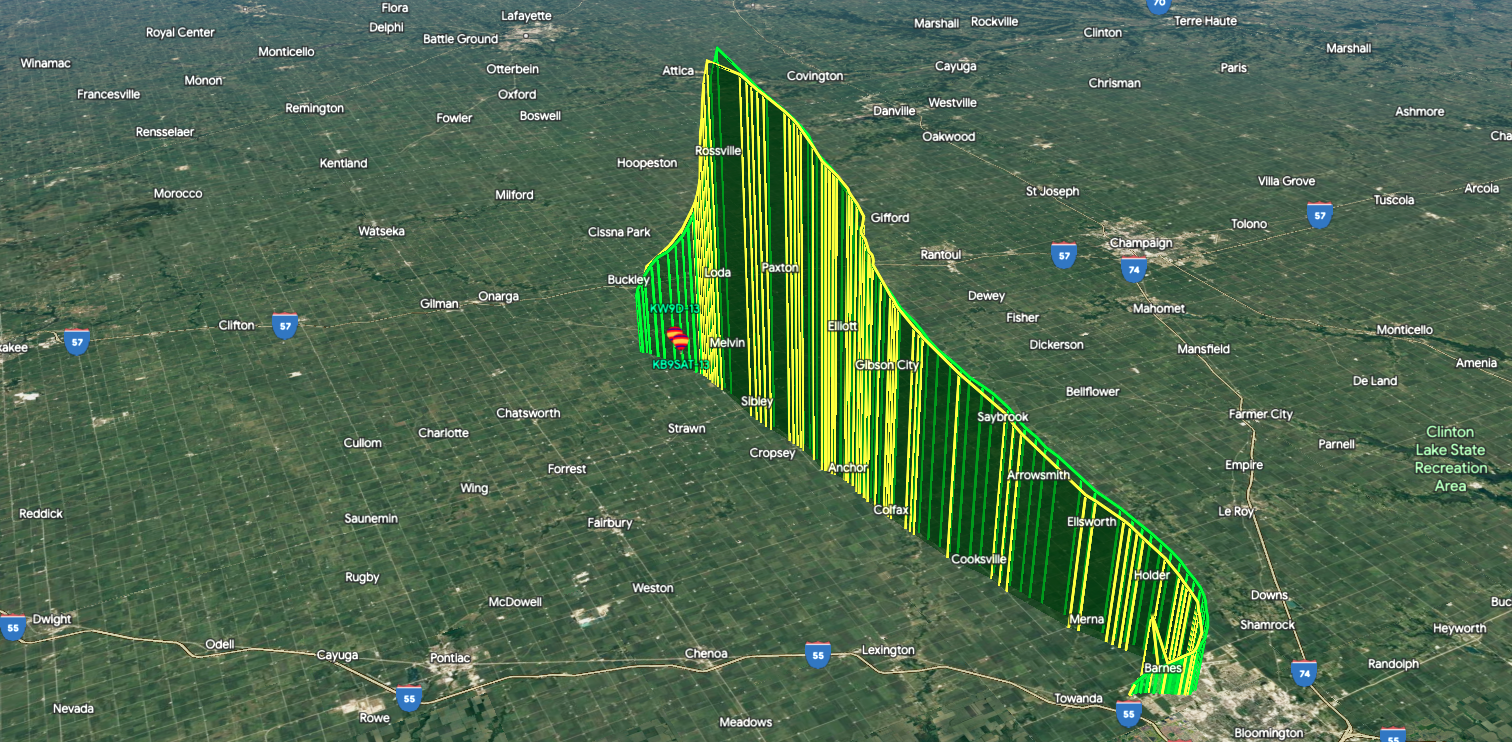 70
Flora
Lafayette
Royal Center
Delphi
Marshall
Rockville
Terre Haute
Battle Ground
Clinton
Monticello
Marshall
Winamac
Otterbein
Attica
Covington
Cayuga
Paris
Monon
Chrisman
Francesville
Oxford
Remington
Westville
Danville
Fowler
Boswell
Ashmore
Rensselaer
Oakwood
Rossville
Kentland
Hoopeston
Villa Grove
Arcola
Morocco
Milford
St Joseph
Tuscola
57
Gifford
Tolono
Watseka
Cissna Park
Champaign
Rantoul
57
74
Loda
Paxton
Buckley
Onarga
Gilman
Dewey
Mahomet
KW9D-13
Fisher
Clifton
57
Elliott
Monticello
57
Melvin
Dickerson
Mansfield
KB9SAT-13
Gibson City
Amenia
De Land
Bellflower
Sibley
Chatsworth
Saybrook
Farmer City
Strawn
Charlotte
Cullom
Clinton
Lake State
Recreation
Area
Parnell
Cropsey
Forrest
Anchor
Empire
Arrowsmith
Wing
Colfax
Le Roy
Reddick
Saunemin
Fairbury
Ellsworth
Cooksville
Rugby
Holder
Weston
Downs
McDowell
Dwight
Merna
Shamrock
55
Heyworth
Odell
Lexington
Chenoa
55
Cayuga
Pontiac
Barnes
Randolph
74
55
Towanda
Nevada
Rowe
55
Meadows
Bloomington
55